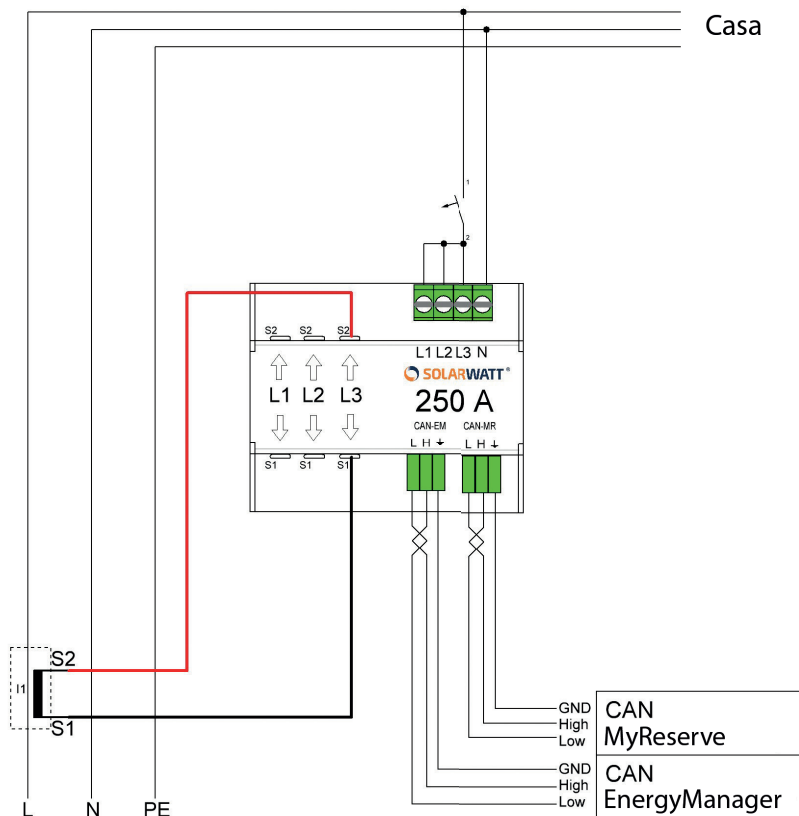 Casa
1
2
S2 S2 S2
L1 L2 L3 N
SOLARWATT®
L1 L2 L3
250 A
CAN-EM CAN-MR
L H L H
S1 S1 S1
S2
I1
S1
GND
High
Low
CAN
MyReserve
GND
High
Low
CAN
EnergyManager
L N PE